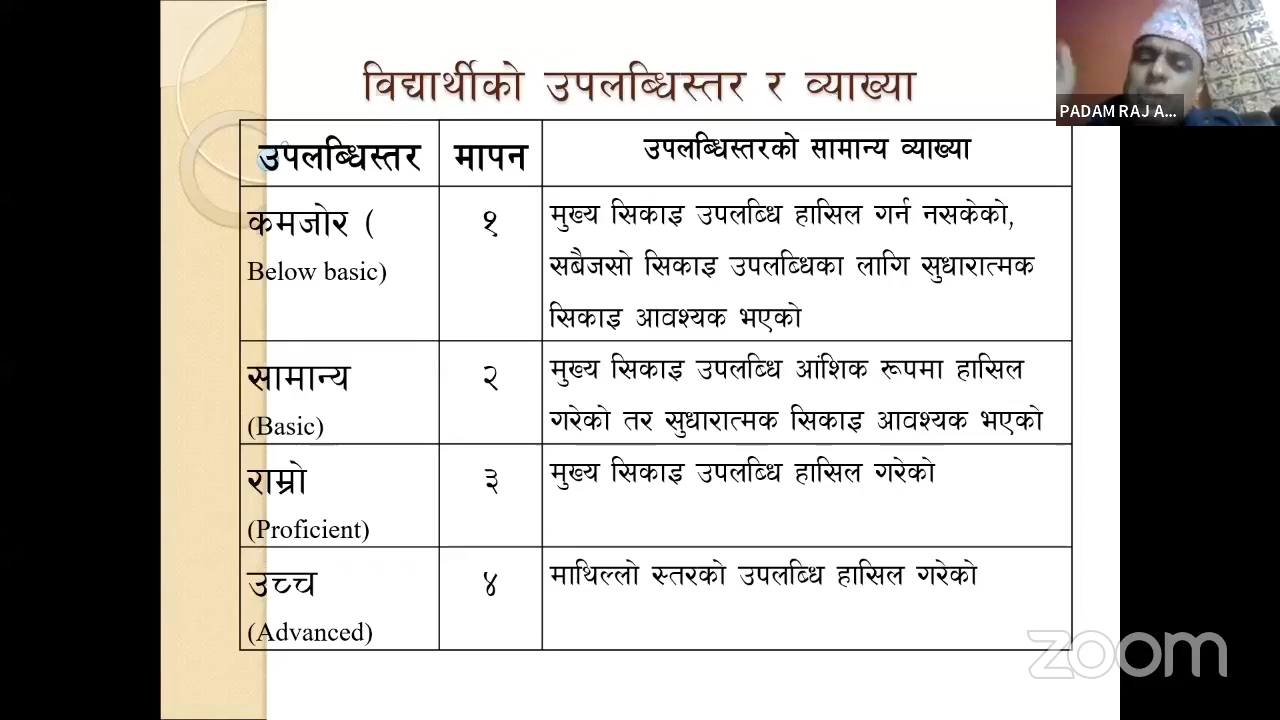 विद्यार्थीको उपलब्धिस्तर र व्याख्या
PADAM RAJ A...
उपलब्धिस्तर मापन उपलब्धिस्तरको सामान्य व्याख्या
कमजोर ( १ मुख्य सिकाइ उपलब्धि हासिल गर्न नसकेको,
Below basic) सबैजसो सिकाइ उपलब्धिका लागि सुधारात्मक
सिकाइ आवश्यक भएको
सामान्य २ मुख्य सिकाइ उपलब्धि आंशिक रूपमा हासिल
(Basic) गरेको तर सुधारात्मक सिकाइ आवश्यक भएको
राम्रो ३ मुख्य सिकाइ उपलब्धि हासिल गरेको
(Proficient)
उच्च ४ माथिल्लो स्तरको उपलब्धि हासिल गरेको
(Advanced)
zoom